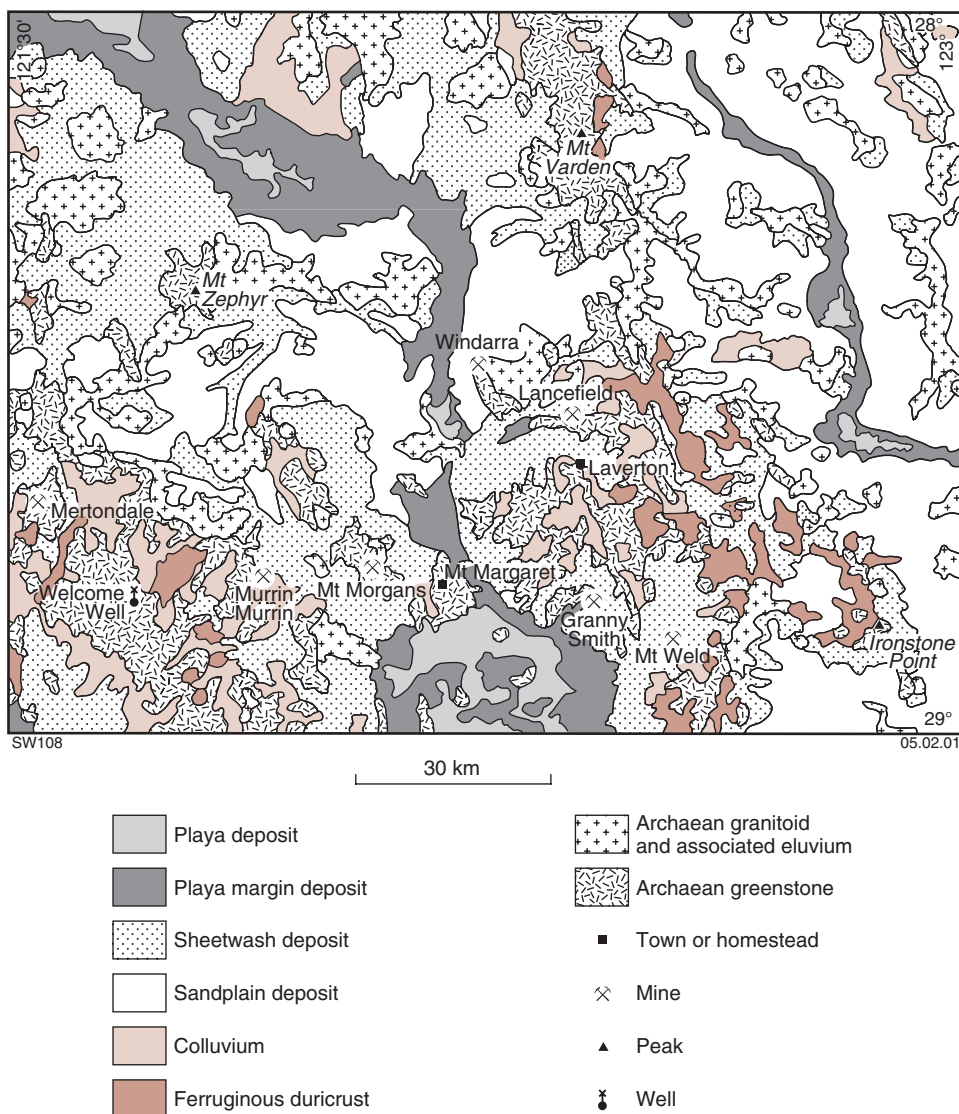 121°30'
28°
123°
Mt
Varden
Mt
Zephyr
Windarra
Lancefield
Laverton
Mertondale
Welcome
Well
Murrin
Murrin
Mt Morgans
Mt Margaret
Granny
Smith
Mt Weld
Ironstone
Point
29°
SW108
05.02.01
30 km
Playa deposit
Playa margin deposit
Sheetwash deposit
Sandplain deposit
Colluvium
Ferruginous duricrust
Archaean granitoid
and associated eluvium
Archaean greenstone
Town or homestead
Mine
Peak
Well